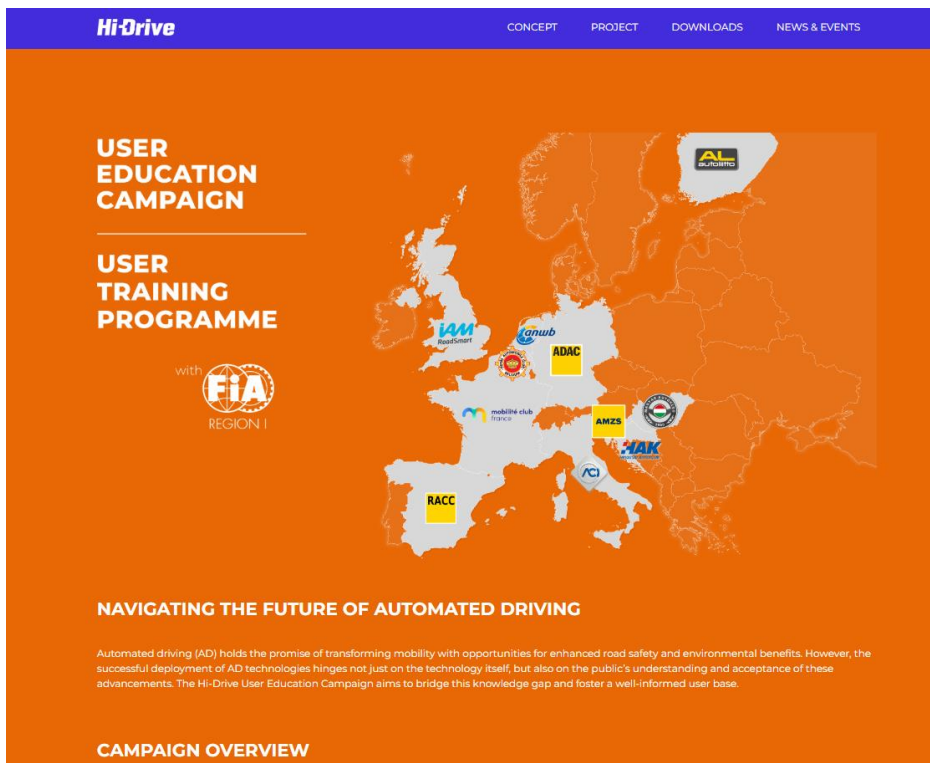 Hi-Drive
CONCEPT PROJECT DOWNLOADS NEWS & EVENTS
USER
EDUCATION
CAMPAIGN
USER
TRAINING
PROGRAMME
with
FiA
REGION I
AL
autoliitto
iAM
RoadSmart
anwb
ADAC
mobilité club
france
AMZS
HAK
ACI
RACC
NAVIGATING THE FUTURE OF AUTOMATED DRIVING
Automated driving (AD) holds the promise of transforming mobility with opportunities for enhanced road safety and environmental benefits. However, the
successful deployment of AD technologies hinges not just on the technology itself, but also on the public's understanding and acceptance of these
advancements. The Hi-Drive User Education Campaign aims to bridge this knowledge gap and foster a well-informed user base.
CAMPAIGN OVERVIEW